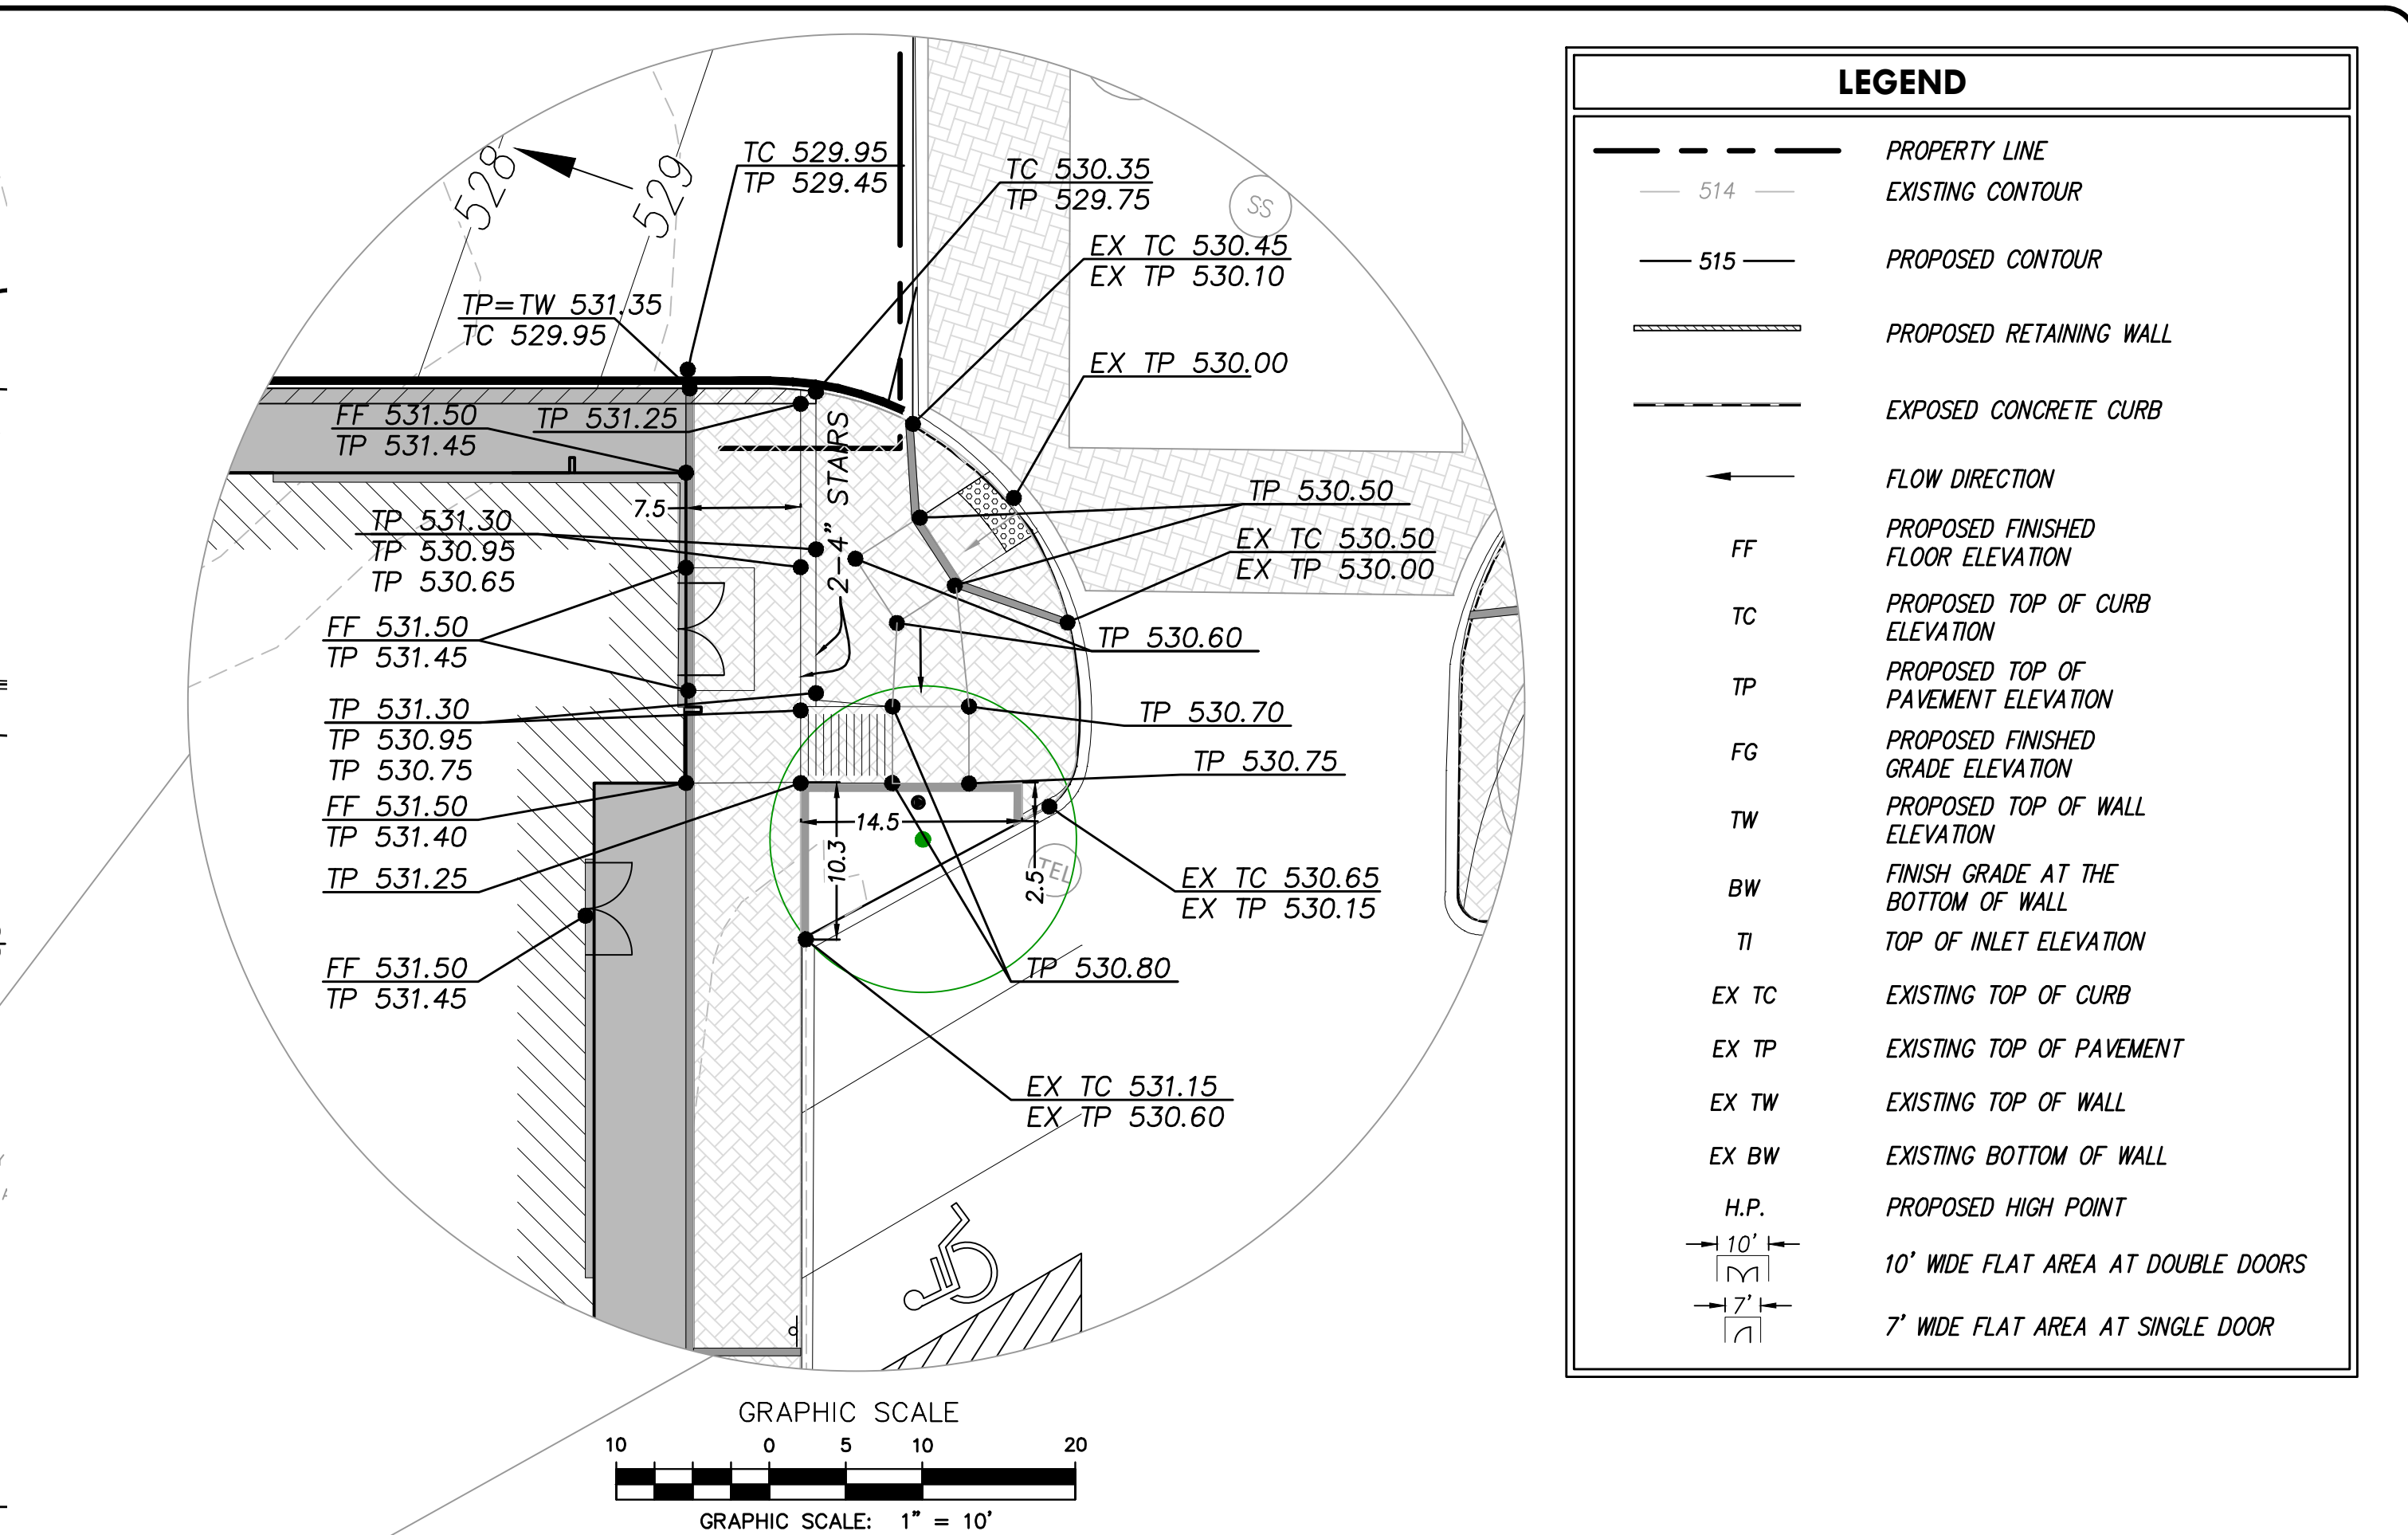 528
529
TC 529.95
TP 529.45
TC 530.35
TP 529.75
SS
EX TC 530.45
EX TP 530.10
TP=TW 531.35
TC 529.95
EX TP 530.00
FF 531.50
TP 531.45
TP 531.25
2-4" STAIRS
7.5
TP 530.50
TP 531.30
TP 530.95
TP 530.65
EX TC 530.50
EX TP 530.00
FF 531.50
TP 531.45
TP 530.60
TP 531.30
TP 530.95
TP 530.75
TP 530.70
TP 530.75
FF 531.50
TP 531.40
14.5
10.3
2.5
TEL
TP 531.25
EX TC 530.65
EX TP 530.15
FF 531.50
TP 531.45
TP 530.80
EX TC 531.15
EX TP 530.60
GRAPHIC SCALE
10 0 5 10 20
GRAPHIC SCALE: 1" = 10'
LEGEND
PROPERTY LINE
514 EXISTING CONTOUR
515 PROPOSED CONTOUR
PROPOSED RETAINING WALL
EXPOSED CONCRETE CURB
FLOW DIRECTION
FF PROPOSED FINISHED
FLOOR ELEVATION
TC PROPOSED TOP OF CURB
ELEVATION
TP PROPOSED TOP OF
PAVEMENT ELEVATION
FG PROPOSED FINISHED
GRADE ELEVATION
TW PROPOSED TOP OF WALL
ELEVATION
BW FINISH GRADE AT THE
BOTTOM OF WALL
TI TOP OF INLET ELEVATION
EX TC EXISTING TOP OF CURB
EX TP EXISTING TOP OF PAVEMENT
EX TW EXISTING TOP OF WALL
EX BW EXISTING BOTTOM OF WALL
H.P. PROPOSED HIGH POINT
10' 10' WIDE FLAT AREA AT DOUBLE DOORS
7' 7' WIDE FLAT AREA AT SINGLE DOOR